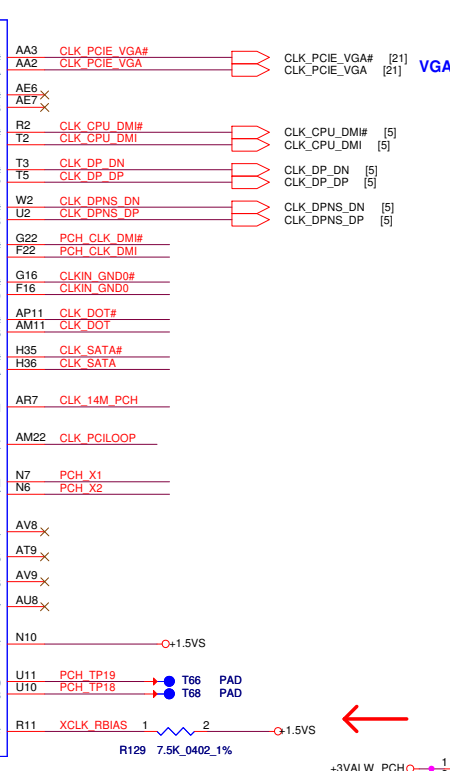 AA3 CLK_PCIE_VGA# CLK_PCIE_VGA# [21]
AA2 CLK_PCIE_VGA CLK_PCIE_VGA [21] VGA
AE6
AE7
R2 CLK_CPU_DMI# CLK_CPU_DMI# [5]
T2 CLK_CPU_DMI CLK_CPU_DMI [5]
T3 CLK_DP_DN CLK_DP_DN [5]
T5 CLK_DP_DP CLK_DP_DP [5]
W2 CLK_DPNS_DN CLK_DPNS_DN [5]
U2 CLK_DPNS_DP CLK_DPNS_DP [5]
G22 PCH_CLK_DMI#
F22 PCH_CLK_DMI
G16 CLKIN_GND0#
F16 CLKIN_GND0
AP11 CLK_DOT#
AM11 CLK_DOT
H35 CLK_SATA#
H36 CLK_SATA
AR7 CLK_14M_PCH
AM22 CLK_PCILOOP
N7 PCH_X1
N6 PCH_X2
AV8
AT9
AV9
AU8
N10 +1.5VS
U11 PCH_TP19 T66 PAD
U10 PCH_TP18 T68 PAD
R11 XCLK_RBIAS 1 2 +1.5VS
R129 7.5K_0402_1%
+3VALW_PCH 1